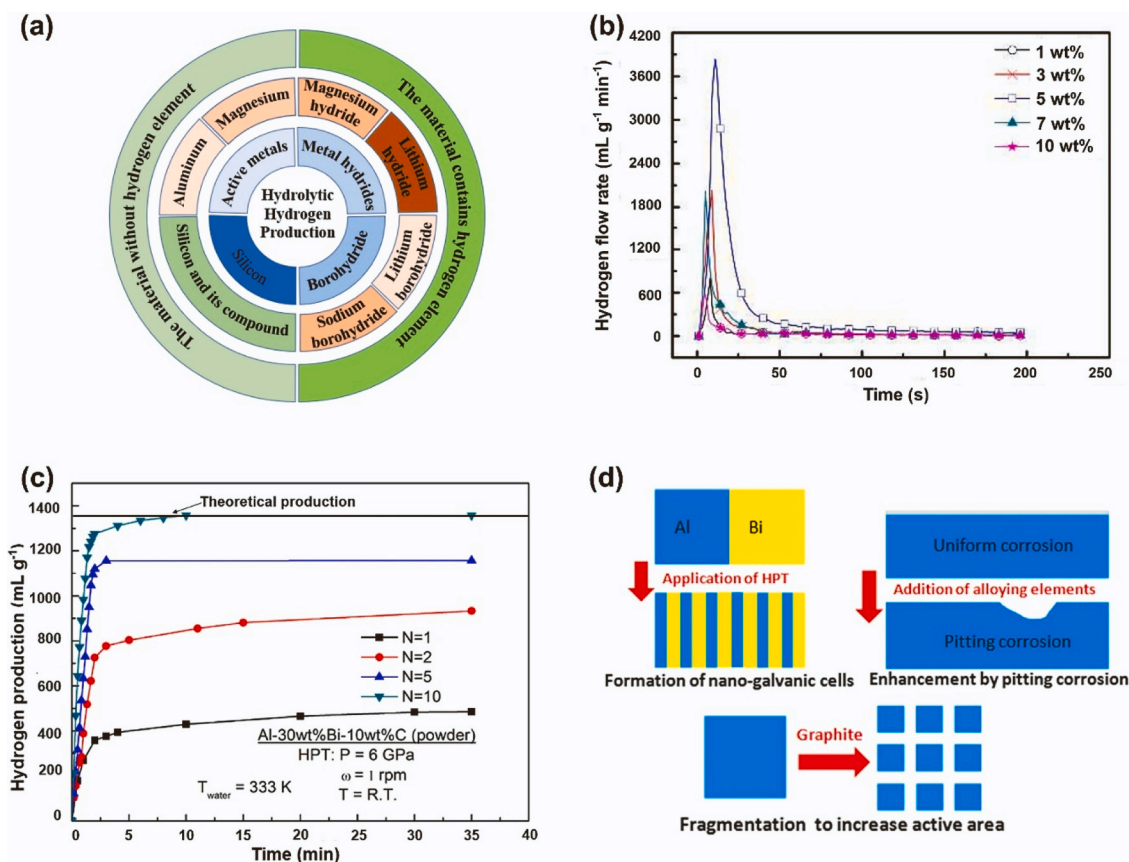 (a)
The material without hydrogen element
The material contains hydrogen element
Magnesium
Magnesium
hydride
Aluminum
Lithium
hydride
Active metals
Metal hydrides
Hydrolytic
Hydrogen
Production
Silicon
Borohydride
Lithium
borohydride
Silicon and its compound
Sodium
borohydride
(b)
Hydrogen flow rate (mL g⁻¹ min⁻¹)
4200
3600
3000
2400
1800
1200
600
0
1 wt%
3 wt%
5 wt%
7 wt%
10 wt%
0 50 100 150 200 250
Time (s)
(c)
Hydrogen production (mL g⁻¹)
1400
1200
1000
800
600
400
200
0
Theoretical production
N=1
N=2
N=5
N=10
Al-30wt%Bi-10wt%C (powder)
HPT: P = 6 GPa
ω = 1 rpm
T_water = 333 K
T = R.T.
0 5 10 15 20 25 30 35 40
Time (min)
(d)
Al Bi
Application of HPT
Formation of nano-galvanic cells
Uniform corrosion
Addition of alloying elements
Pitting corrosion
Enhancement by pitting corrosion
Graphite
Fragmentation to increase active area